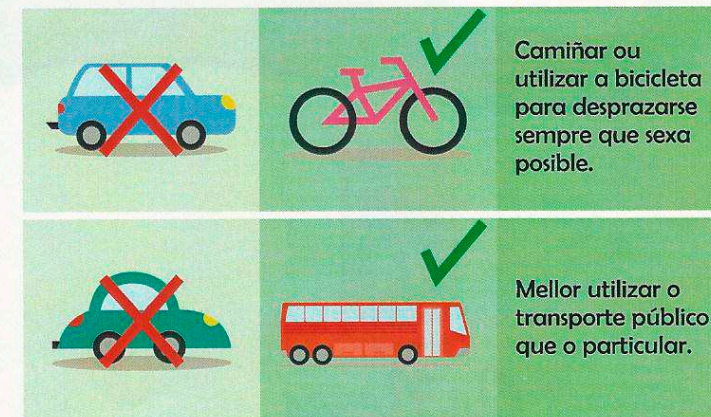 Camiñar ou
utilizar a bicicleta
para desprazarse
sempre que sexa
posible.
Mellor utilizar o
transporte público
que o particular.